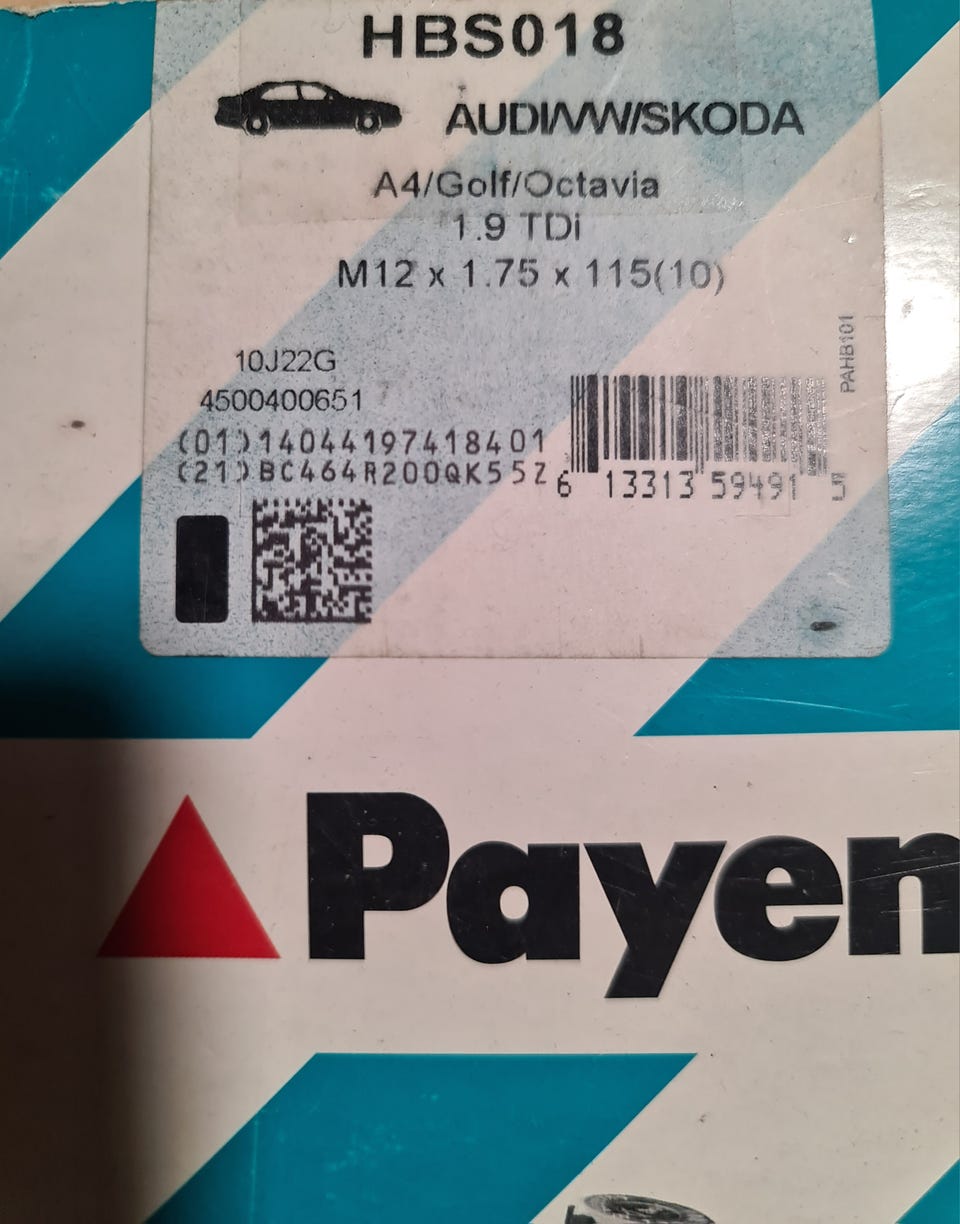 HBS018
AUDI/VW/SKODA
A4/Golf/Octavia
1.9 TDi
M12 x 1.75 x 115(10)
PAHB101
10J22G
4500400651
(01)14044197418401
(21)BC464R200QK55Z
6 13313 59491 5
Payen